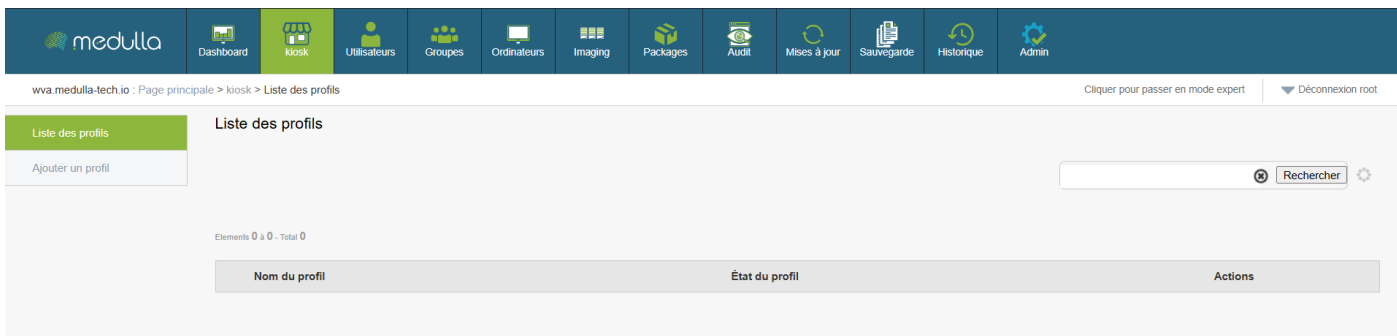 medulla
Dashboard kiosk Utilisateurs Groupes Ordinateurs Imaging Packages Audit Mises à jour Sauvegarde Historique Admin
wva.medulla-tech.io : Page principale > kiosk > Liste des profils Cliquer pour passer en mode expert Déconnexion root
Liste des profils
Ajouter un profil
Liste des profils
Rechercher
Elements 0 à 0 - Total 0
Nom du profil État du profil Actions